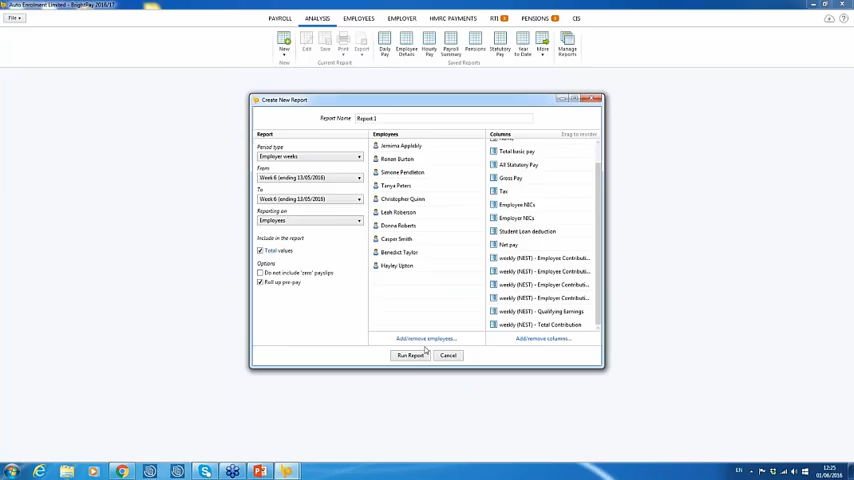 Auto Enrolment Limited - BrightPay 2016/17
File
PAYROLL ANALYSIS EMPLOYEES EMPLOYER HMRC PAYMENTS RTI PENSIONS CIS
New Edit Save Print Export Daily Pay Employee Details Hourly Pay Payroll Summary Pensions Statutory Pay Year to Date More Manage Reports
New Current Report Saved Reports
Create New Report
Report Name Report 1
Report
Period type
Employer weeks
From
Week 6 (ending 13/05/2016)
To
Week 6 (ending 13/05/2016)
Reporting on
Employees
Include in the report
Total values
Options
Do not include 'zero' payslips
Roll up pre-pay
Employees
Jemima Applebly
Ronan Burton
Simone Pendleton
Tanya Peters
Christopher Quinn
Leah Roberson
Donna Roberts
Casper Smith
Benedict Taylor
Hayley Upton
Add/remove employees...
Columns Drag to reorder
Total basic pay
All Statutory Pay
Gross Pay
Tax
Employee NICs
Employer NICs
Student Loan deduction
Net pay
weekly (NEST) - Employee Contributi...
weekly (NEST) - Employee Contributi...
weekly (NEST) - Employer Contributi...
weekly (NEST) - Employer Contributi...
weekly (NEST) - Qualifying Earnings
weekly (NEST) - Total Contribution
Add/remove columns...
Run Report Cancel
EN
12:25
01/06/2016